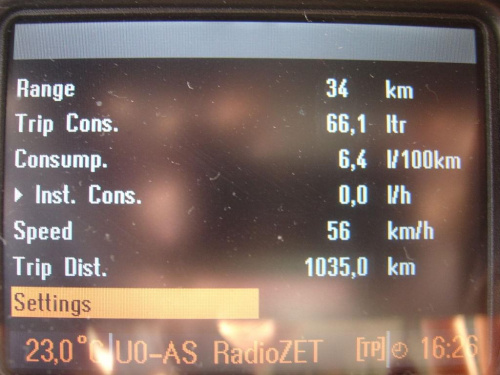 Range 34 km
Trip Cons. 66,1 ltr
Consump. 6,4 l/100km
Inst. Cons. 0,0 l/h
Speed 56 km/h
Trip Dist. 1035,0 km
Settings
23,0°C U0-AS RadioZET [TP] 16:26